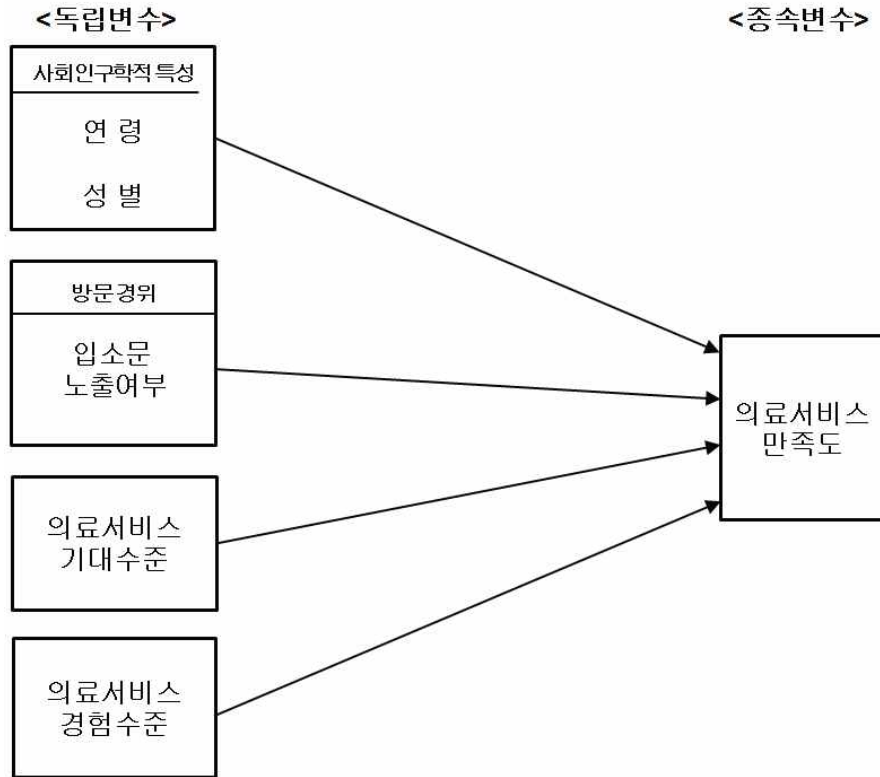 <독립변수>
<종속변수>
사회인구학적 특성
연 령
성 별
방문경위
입소문
노출여부
의료서비스
기대수준
의료서비스
경험수준
의료서비스
만족도